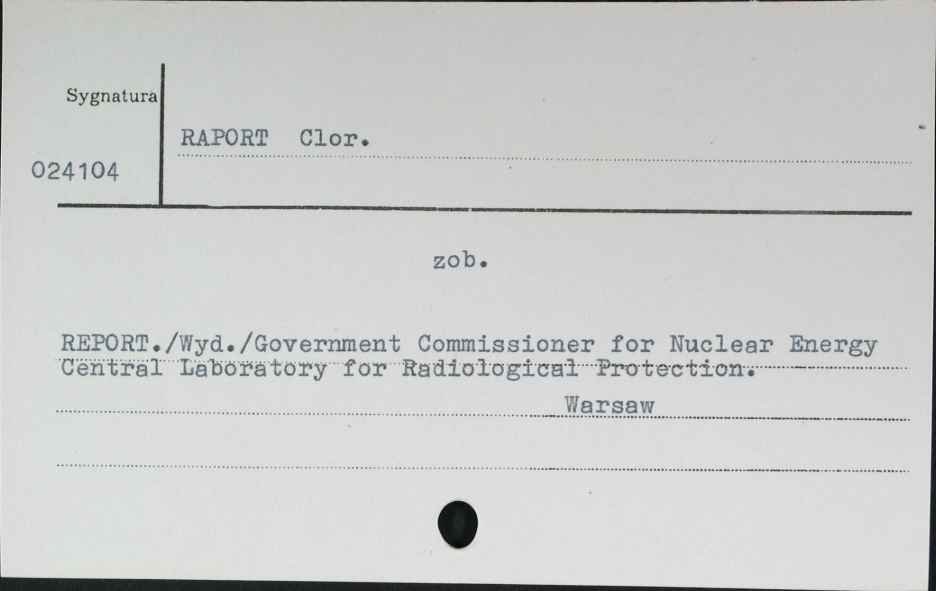 Sygnatura
RAPORT Clor.
024104
zob.
REPORT./Wyd./Government Commissioner for Nuclear Energy
Central Laboratory for Radiological Protection.
Warsaw